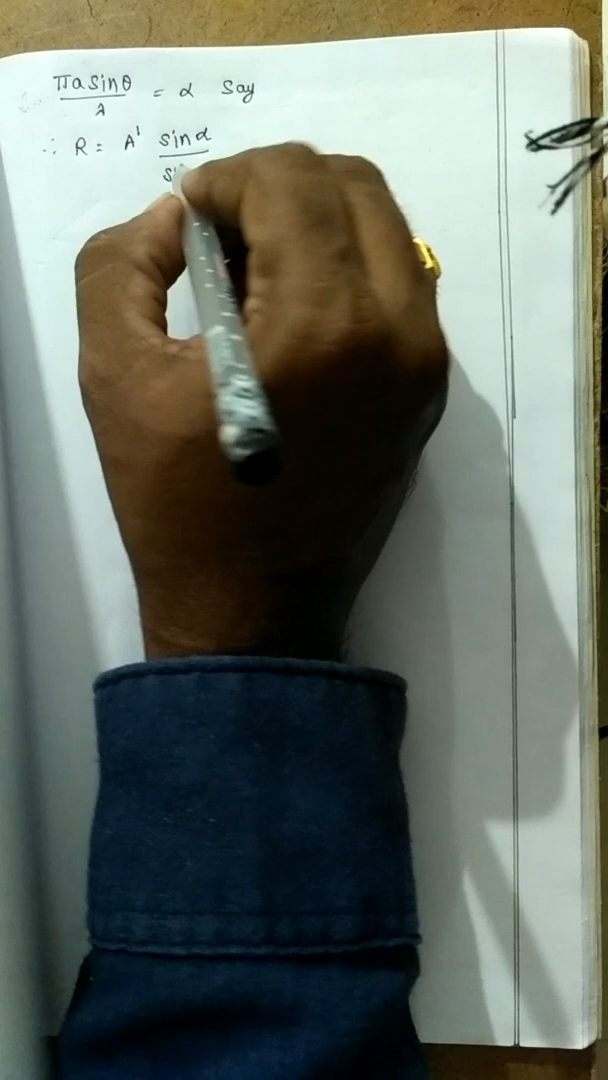 πa sinθ / λ = α Say
∴ R = A' sinα / s